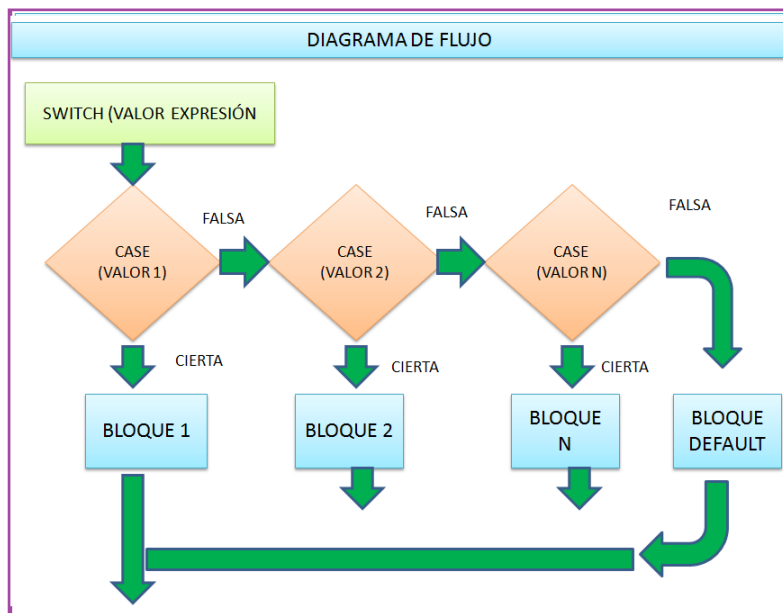 DIAGRAMA DE FLUJO
SWITCH (VALOR EXPRESIÓN
FALSA
FALSA
FALSA
CASE
(VALOR 1)
CASE
(VALOR 2)
CASE
(VALOR N)
CIERTA
CIERTA
CIERTA
BLOQUE 1
BLOQUE 2
BLOQUE
N
BLOQUE
DEFAULT